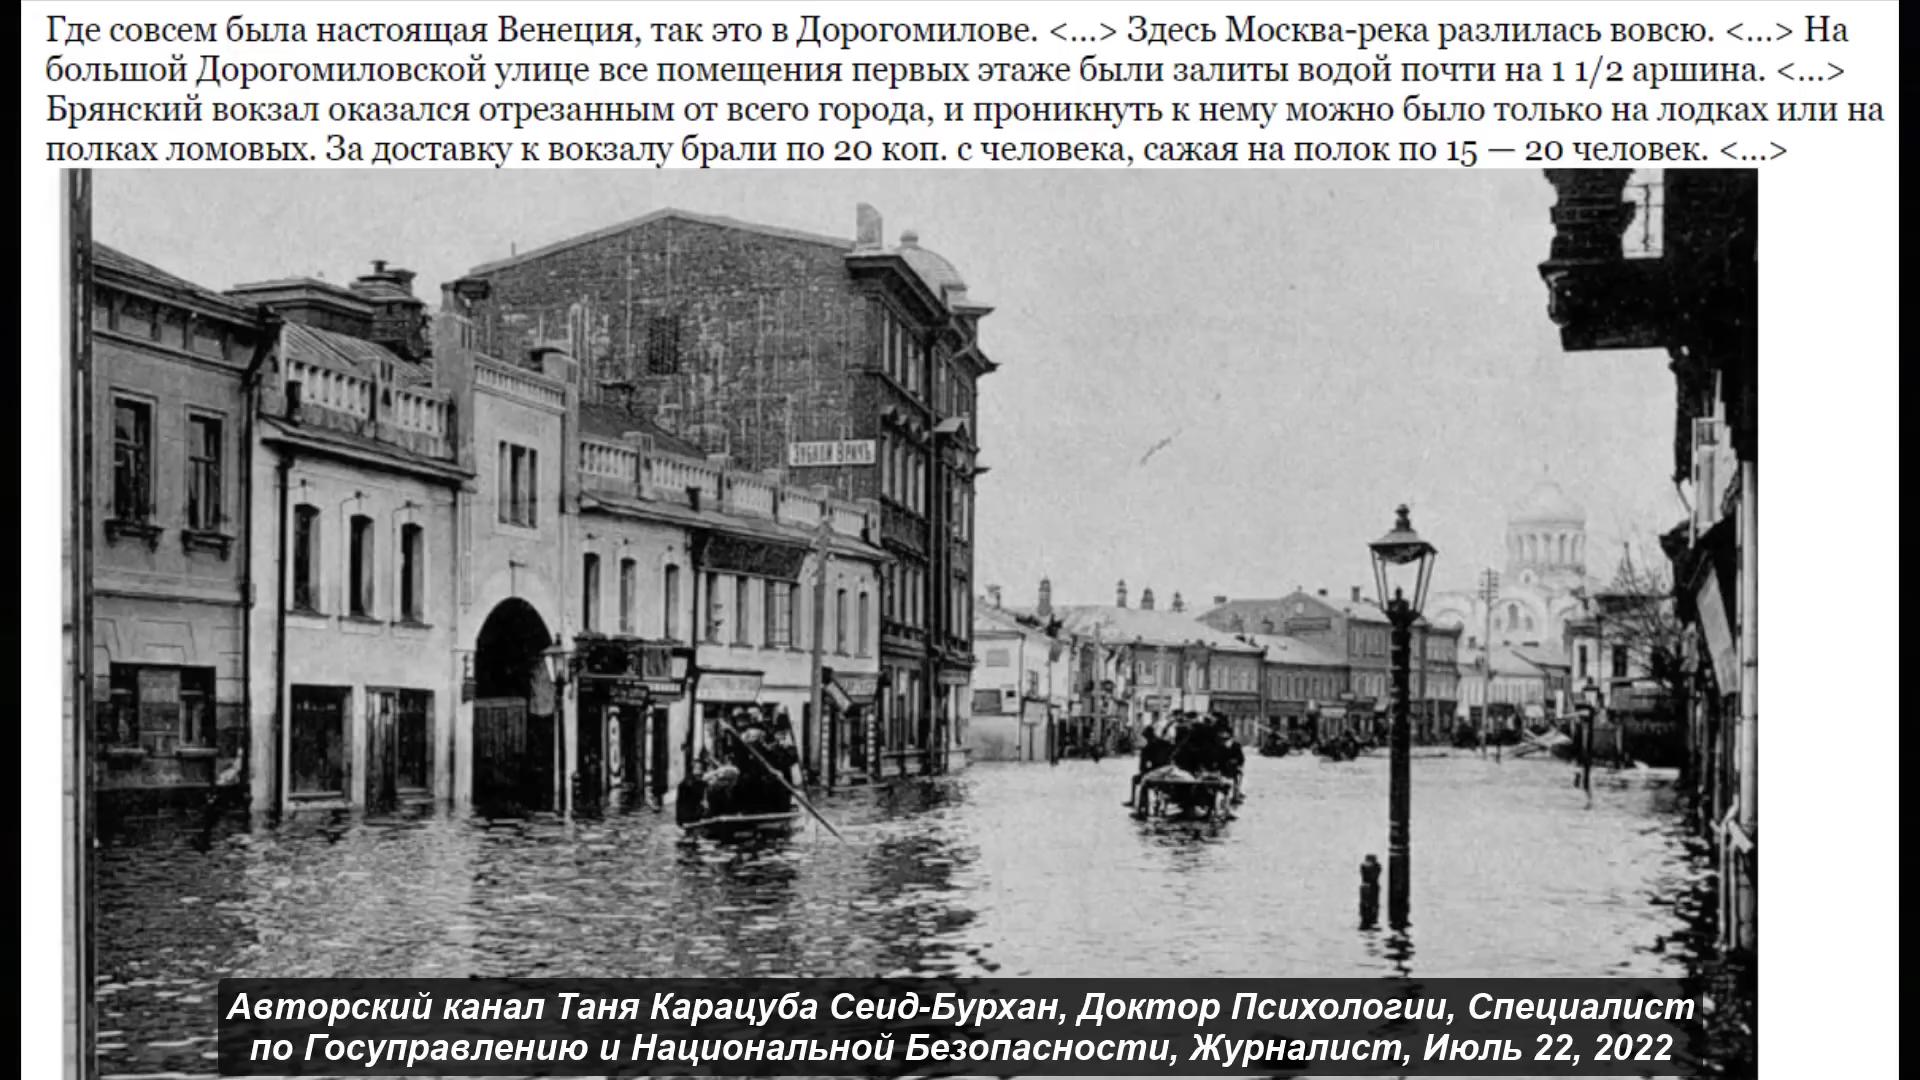 Где совсем была настоящая Венеция, так это в Дорогомилове. <...> Здесь Москва-река разлилась вовсю. <...> На
большой Дорогомиловской улице все помещения первых этаже были залиты водой почти на 1 1/2 аршина. <...>
Брянский вокзал оказался отрезанным от всего города, и проникнуть к нему можно было только на лодках или на
полках ломовых. За доставку к вокзалу брали по 20 коп. с человека, сажая на полок по 15 — 20 человек. <...>
Зубной Врачъ
Авторский канал Таня Карацуба Сеид-Бурхан, Доктор Психологии, Специалист
по Госуправлению и Национальной Безопасности, Журналист, Июль 22, 2022